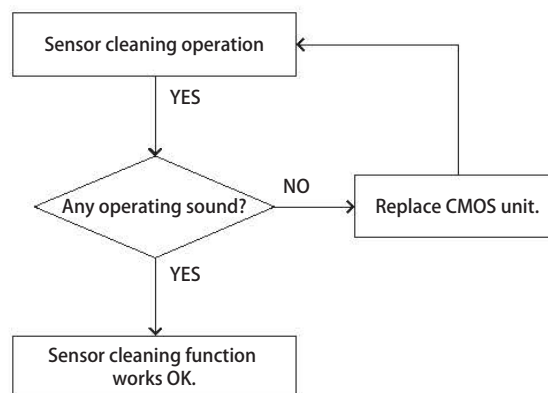 Sensor cleaning operation
YES
Any operating sound?
NO
Replace CMOS unit.
YES
Sensor cleaning function
works OK.